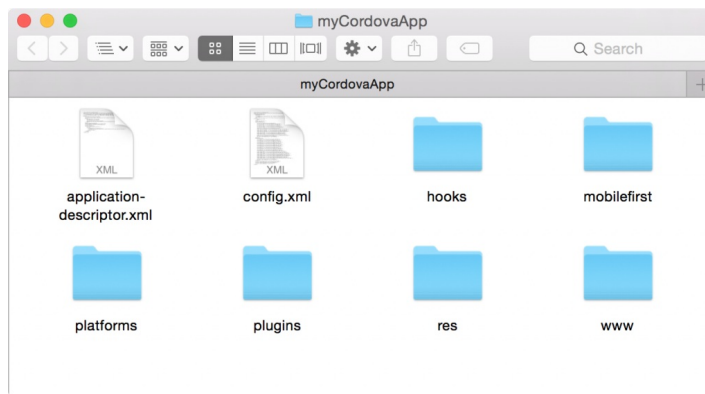 myCordovaApp
Search
myCordovaApp
XML
XML
application-
descriptor.xml
config.xml
hooks
mobilefirst
platforms
plugins
res
www